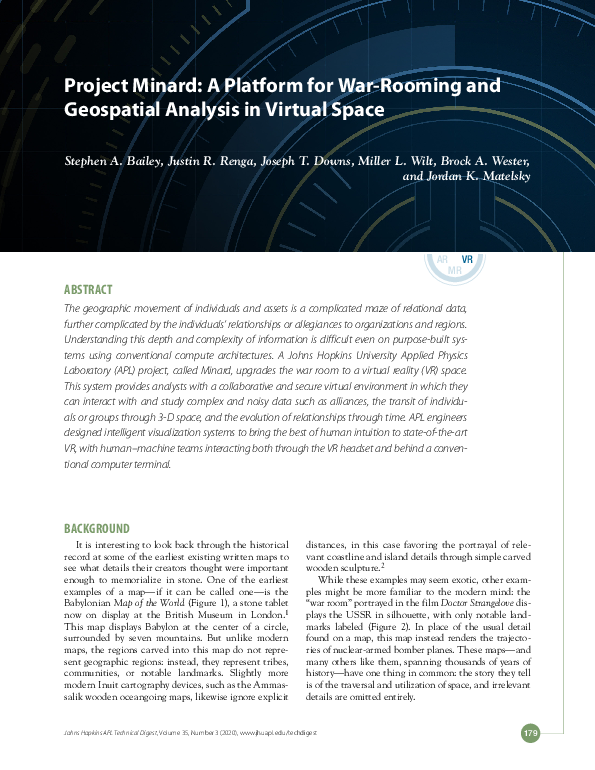 Project Minard: A Platform for War-Rooming and
Geospatial Analysis in Virtual Space
Stephen A. Bailey, Justin R. Renga, Joseph T. Downs, Miller L. Wilt, Brock A. Wester,
and Jordan K. Matelsky
AR VR
MR
ABSTRACT
The geographic movement of individuals and assets is a complicated maze of relational data,
further complicated by the individuals' relationships or allegiances to organizations and regions.
Understanding this depth and complexity of information is difficult even on purpose-built sys-
tems using conventional compute architectures. A Johns Hopkins University Applied Physics
Laboratory (APL) project, called Minard, upgrades the war room to a virtual reality (VR) space.
This system provides analysts with a collaborative and secure virtual environment in which they
can interact with and study complex and noisy data such as alliances, the transit of individu-
als or groups through 3-D space, and the evolution of relationships through time. APL engineers
designed intelligent visualization systems to bring the best of human intuition to state-of-the-art
VR, with human–machine teams interacting both through the VR headset and behind a conven-
tional computer terminal.
BACKGROUND
It is interesting to look back through the historical
record at some of the earliest existing written maps to
see what details their creators thought were important
enough to memorialize in stone. One of the earliest
examples of a map—if it can be called one—is the
Babylonian Map of the World (Figure 1), a stone tablet
now on display at the British Museum in London.1
This map displays Babylon at the center of a circle,
surrounded by seven mountains. But unlike modern
maps, the regions carved into this map do not repre-
sent geographic regions: instead, they represent tribes,
communities, or notable landmarks. Slightly more
modern Inuit cartography devices, such as the Ammas-
salik wooden oceangoing maps, likewise ignore explicit
distances, in this case favoring the portrayal of rele-
vant coastline and island details through simple carved
wooden sculpture.2
While these examples may seem exotic, other exam-
ples might be more familiar to the modern mind: the
“war room” portrayed in the film Doctor Strangelove dis-
plays the USSR in silhouette, with only notable land-
marks labeled (Figure 2). In place of the usual detail
found on a map, this map instead renders the trajecto-
ries of nuclear-armed bomber planes. These maps—and
many others like them, spanning thousands of years of
history—have one thing in common: the story they tell
is of the traversal and utilization of space, and irrelevant
details are omitted entirely.
Johns Hopkins APL Technical Digest, Volume 35, Number 3 (2020), www.jhuapl.edu/techdigest
179